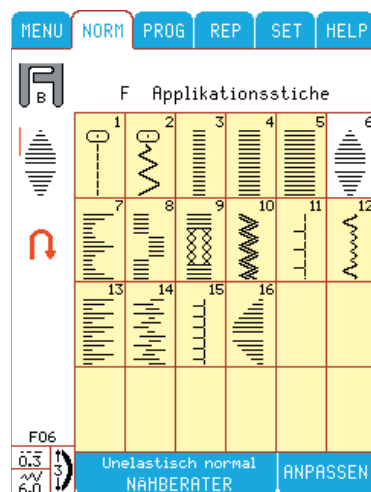 MENU NORM PROG REP SET HELP
B
F Applikationsstiche
1 2 3 4 5 6
7 8 9 10 11 12
13 14 15 16
F06
0.3 3
6.0
Unelastisch normal
NÄHBERATER
ANPASSEN